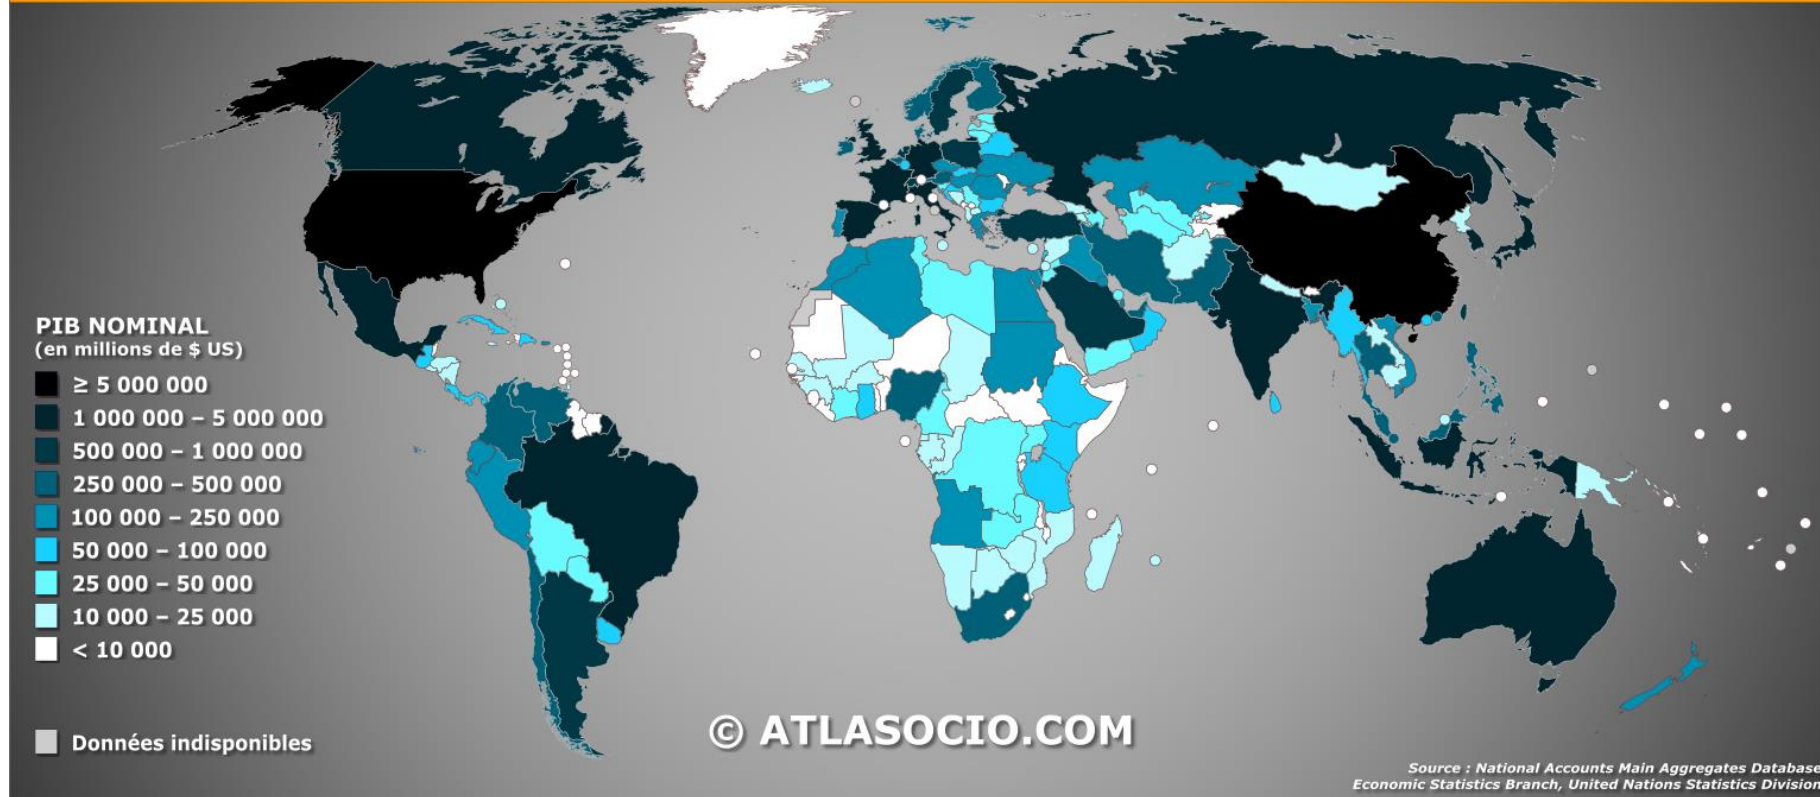 PIB NOMINAL
(en millions de $ US)
≥ 5 000 000
1 000 000 – 5 000 000
500 000 – 1 000 000
250 000 – 500 000
100 000 – 250 000
50 000 – 100 000
25 000 – 50 000
10 000 – 25 000
< 10 000
Données indisponibles
© ATLASOCIO.COM
Source : National Accounts Main Aggregates Database
Economic Statistics Branch, United Nations Statistics Division